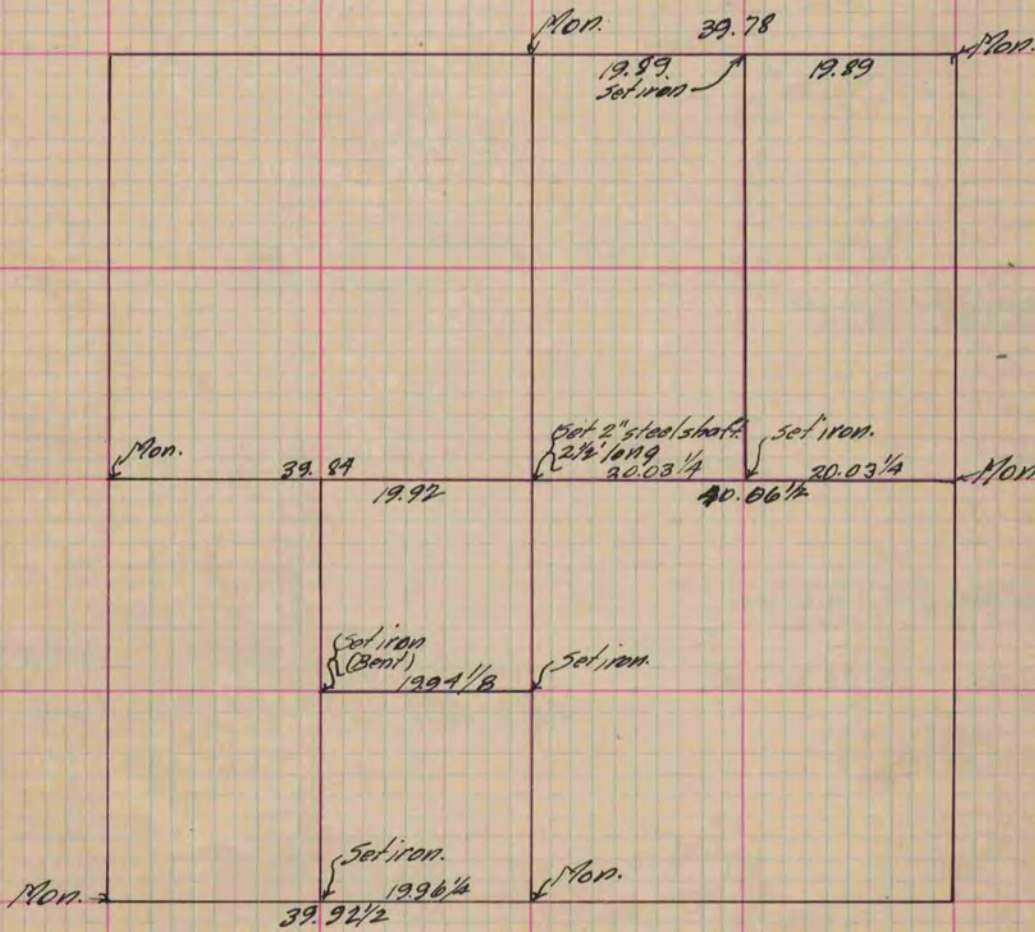 Mon. 39.78
Mon.
19.89 19.89
Set iron
Set 2" steel shaft
2½' long
Set iron.
Mon.
39.84 20.03¼ 20.03¼
Mon
19.92 40.06½
Set iron
(Bent)
Set iron.
19.94⅛
Set iron.
Mon.
Mon. 19.96¼
39.92½